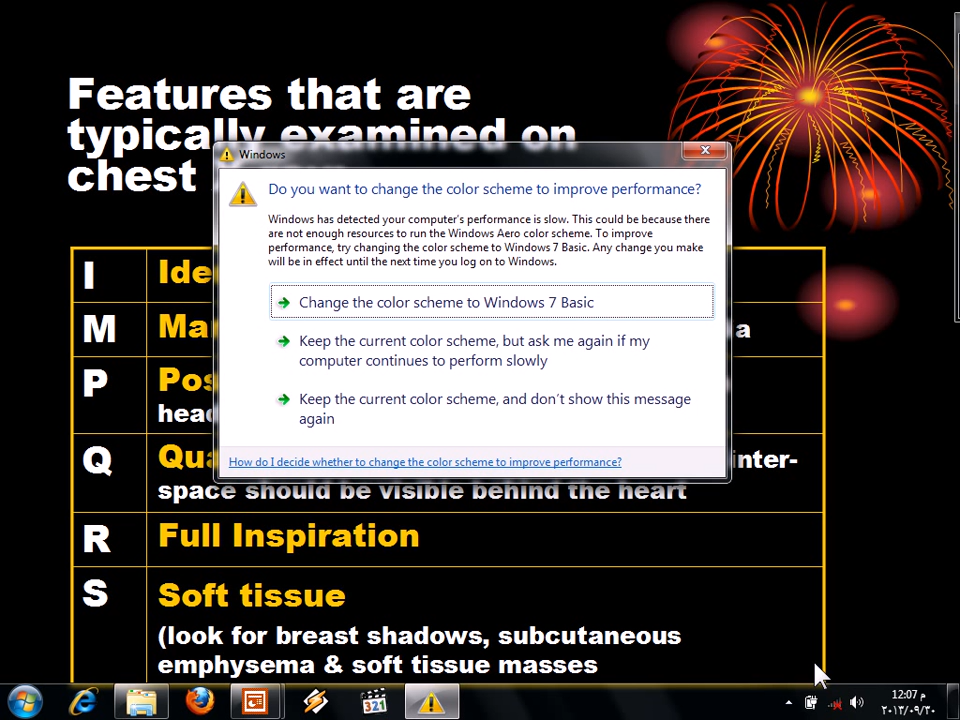 Features that are
typically examined on
chest
Windows
Do you want to change the color scheme to improve performance?
Windows has detected your computer's performance is slow. This could be because there
are not enough resources to run the Windows Aero color scheme. To improve
performance, try changing the color scheme to Windows 7 Basic. Any change you make
will be in effect until the next time you log on to Windows.
Change the color scheme to Windows 7 Basic
Keep the current color scheme, but ask me again if my
computer continues to perform slowly
Keep the current color scheme, and don't show this message
again
How do I decide whether to change the color scheme to improve performance?
I
M
a
P
Q
inter-
space should be visible behind the heart
R Full Inspiration
S Soft tissue
(look for breast shadows, subcutaneous
emphysema & soft tissue masses
321
12:07 م
٢٠١٣/٠٩/٣٠